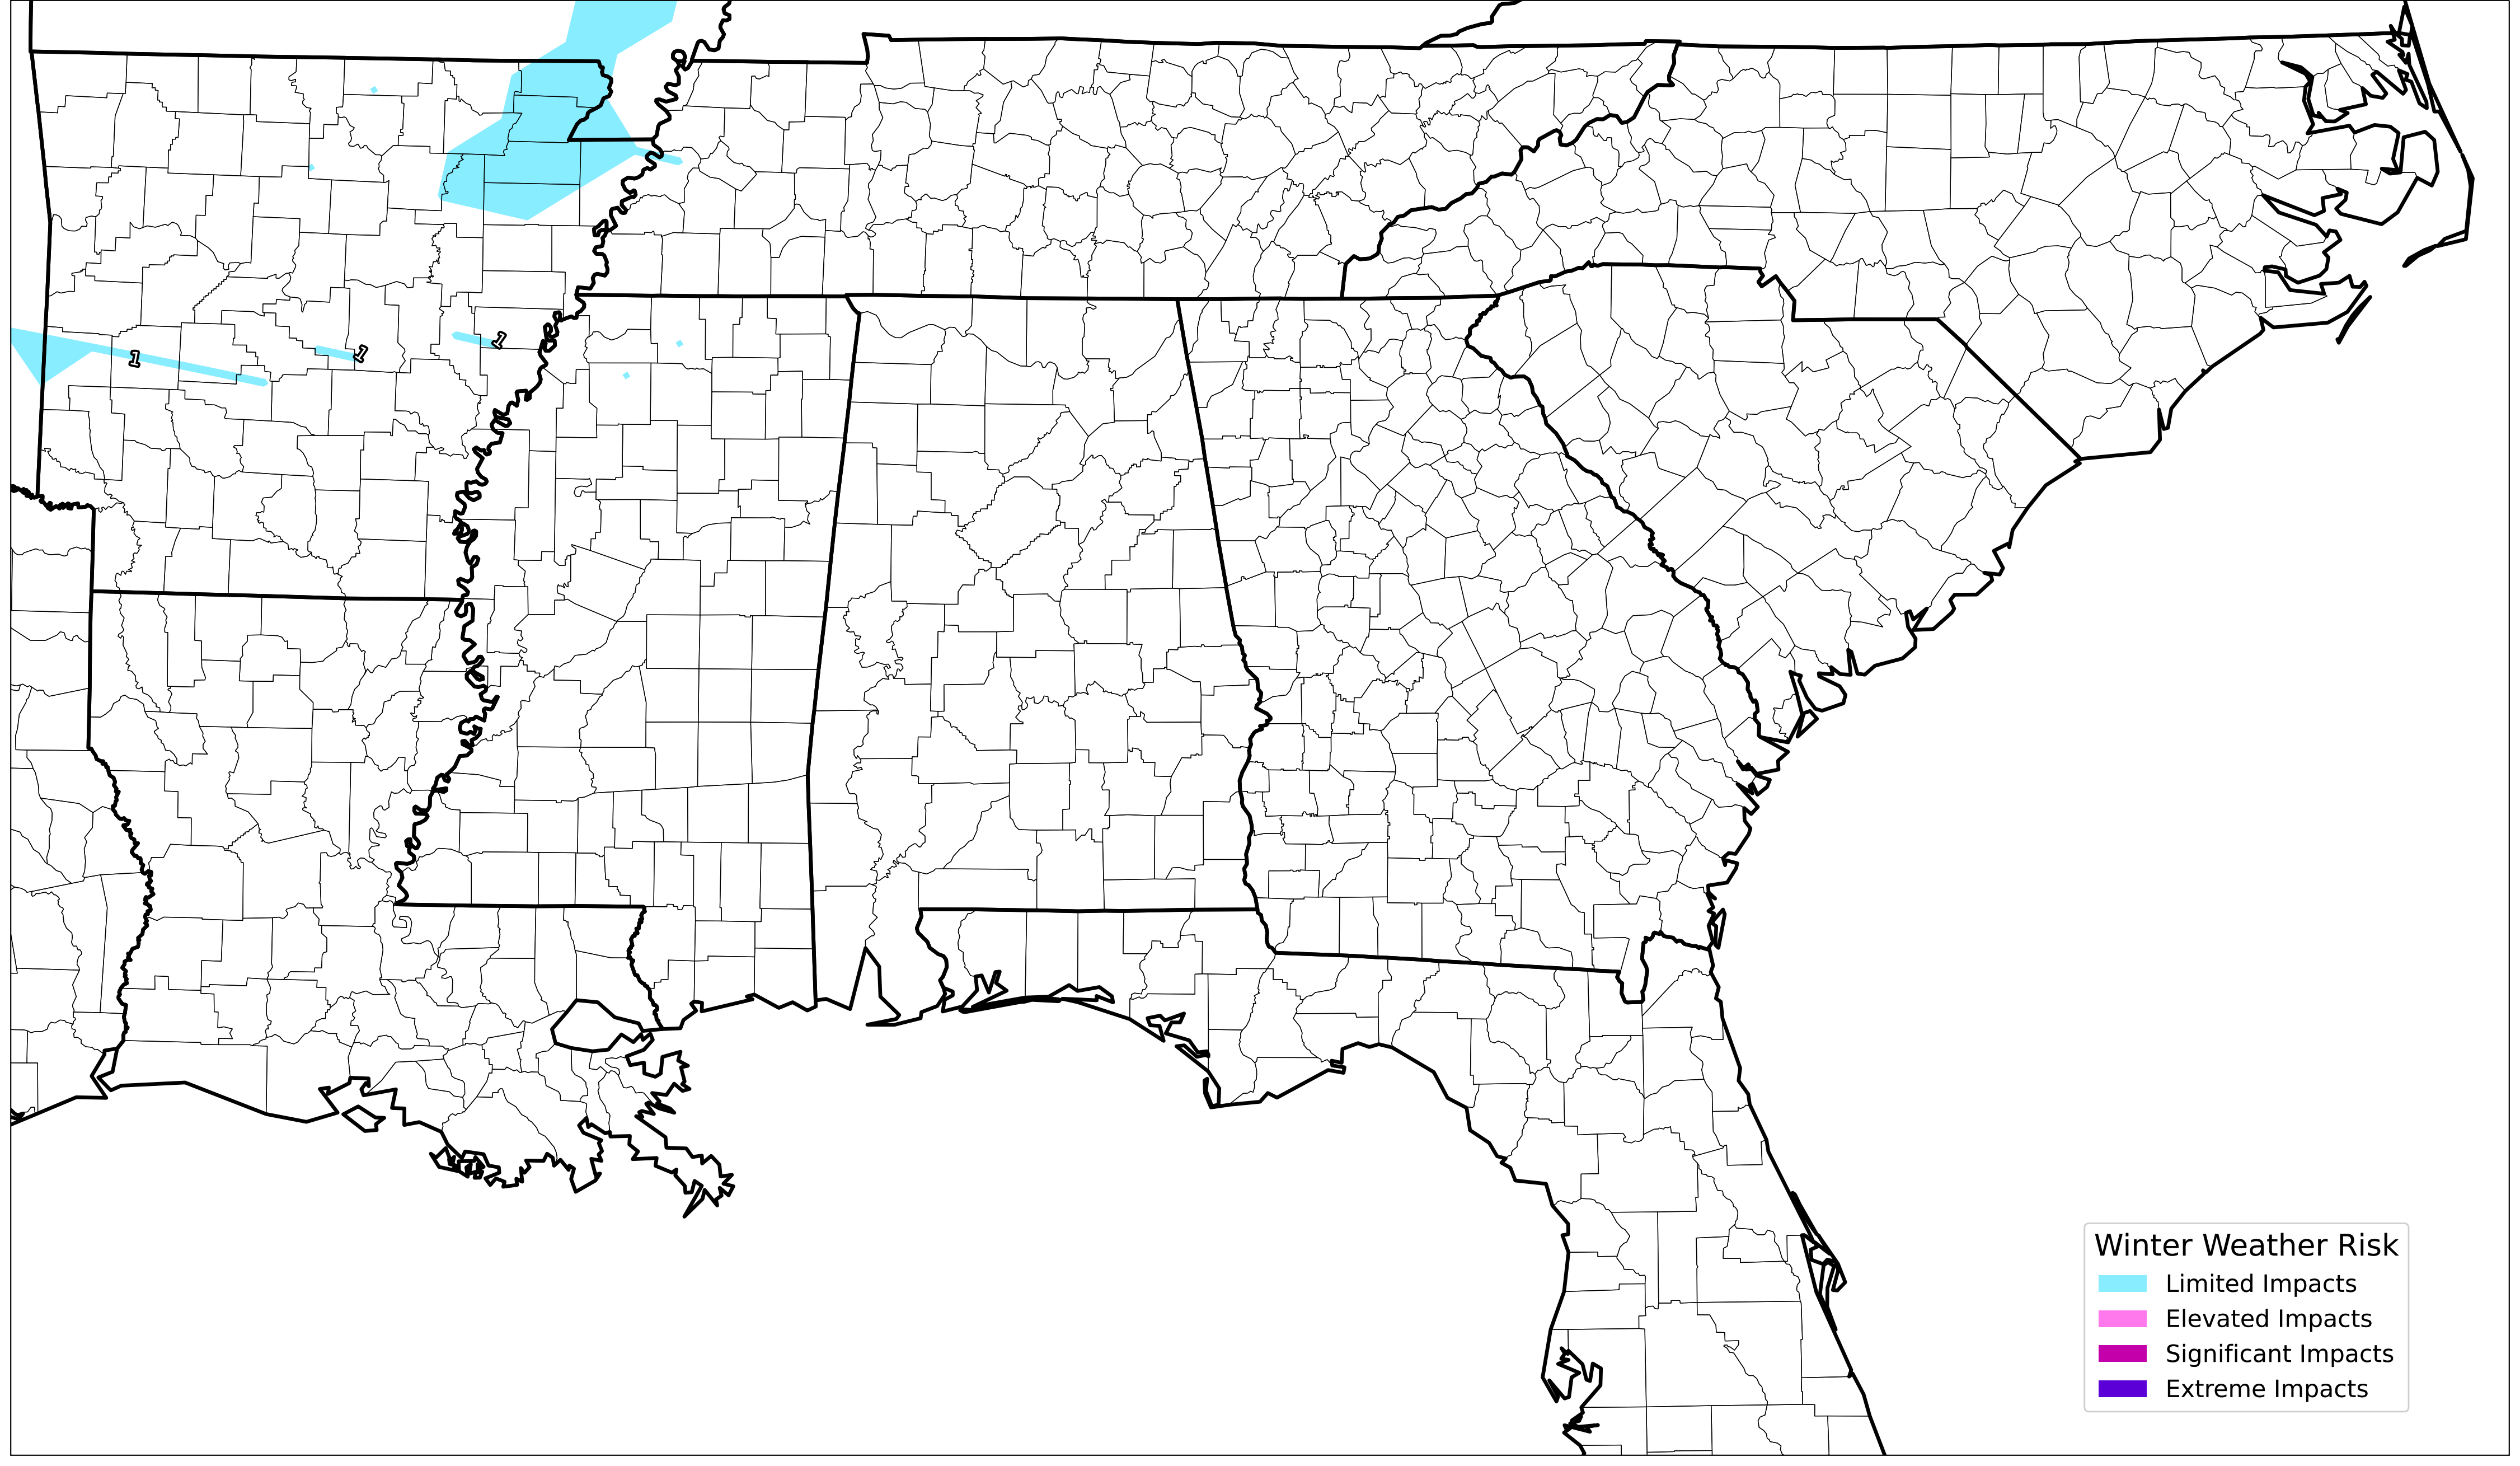 1
1
1
Winter Weather Risk
Limited Impacts
Elevated Impacts
Significant Impacts
Extreme Impacts